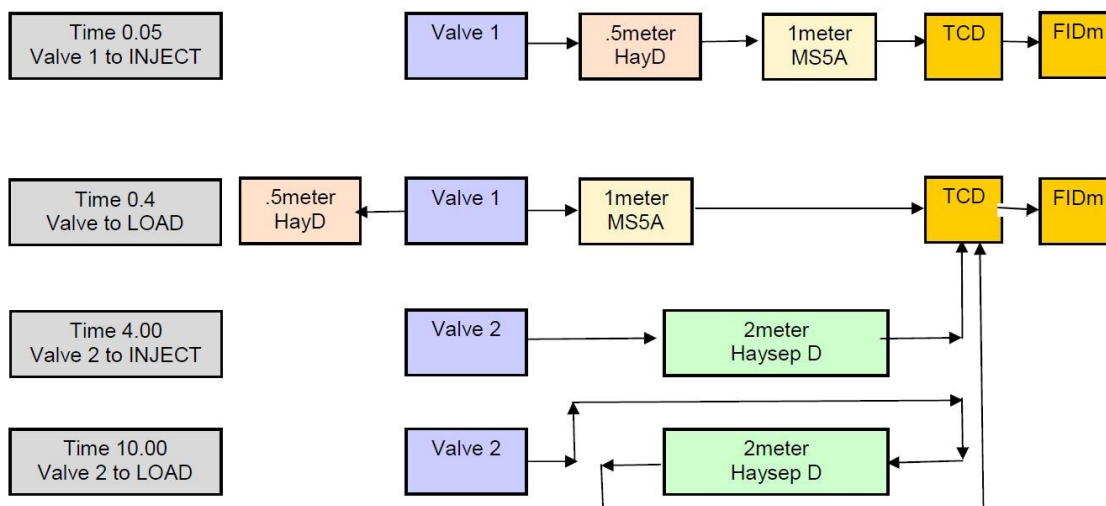 Time 0.05
Valve 1 to INJECT
Valve 1
.5meter
HayD
1meter
MS5A
TCD
FIDm
Time 0.4
Valve to LOAD
.5meter
HayD
Valve 1
1meter
MS5A
TCD
FIDm
Time 4.00
Valve 2 to INJECT
Valve 2
2meter
Haysep D
Time 10.00
Valve 2 to LOAD
Valve 2
2meter
Haysep D